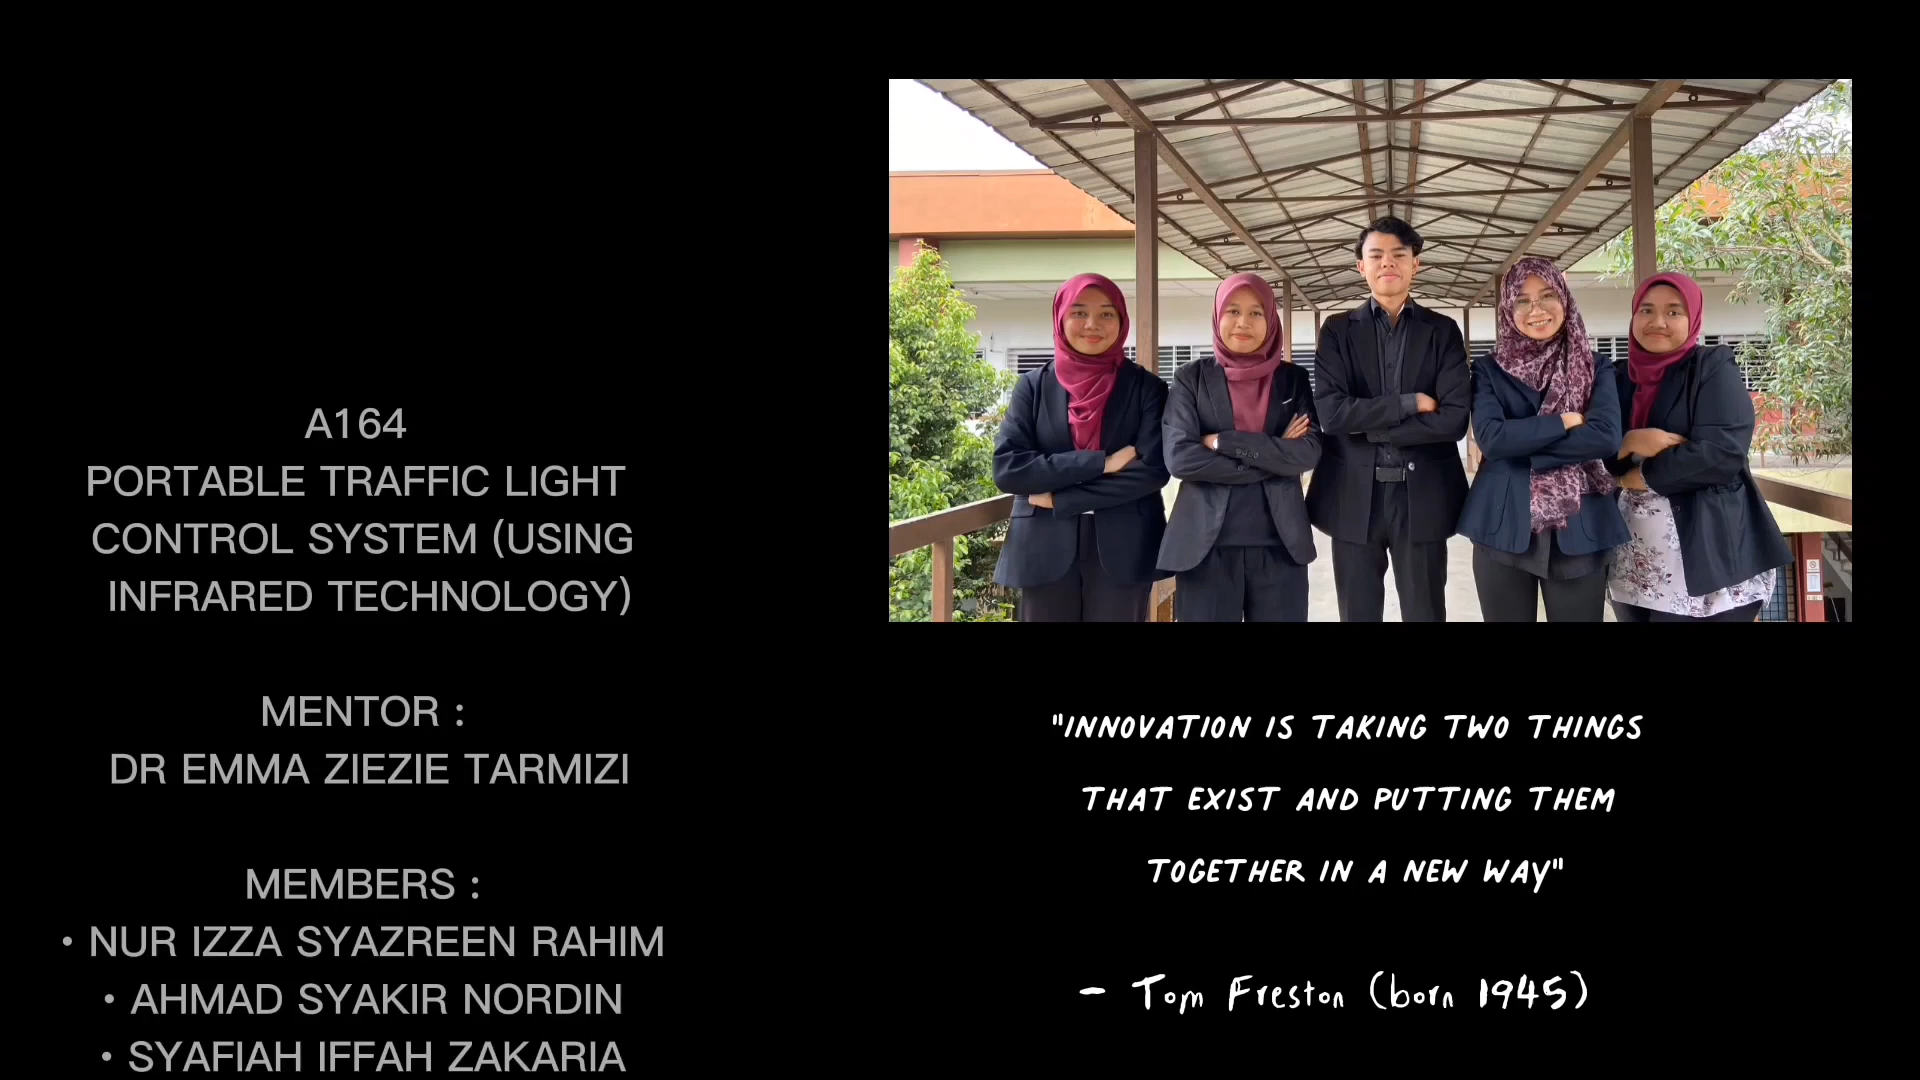 A164
PORTABLE TRAFFIC LIGHT
CONTROL SYSTEM (USING
INFRARED TECHNOLOGY)
MENTOR :
DR EMMA ZIEZIE TARMIZI
MEMBERS :
• NUR IZZA SYAZREEN RAHIM
• AHMAD SYAKIR NORDIN
• SYAFIAH IFFAH ZAKARIA
"INNOVATION IS TAKING TWO THINGS
THAT EXIST AND PUTTING THEM
TOGETHER IN A NEW WAY"
- Tom Freston (born 1945)